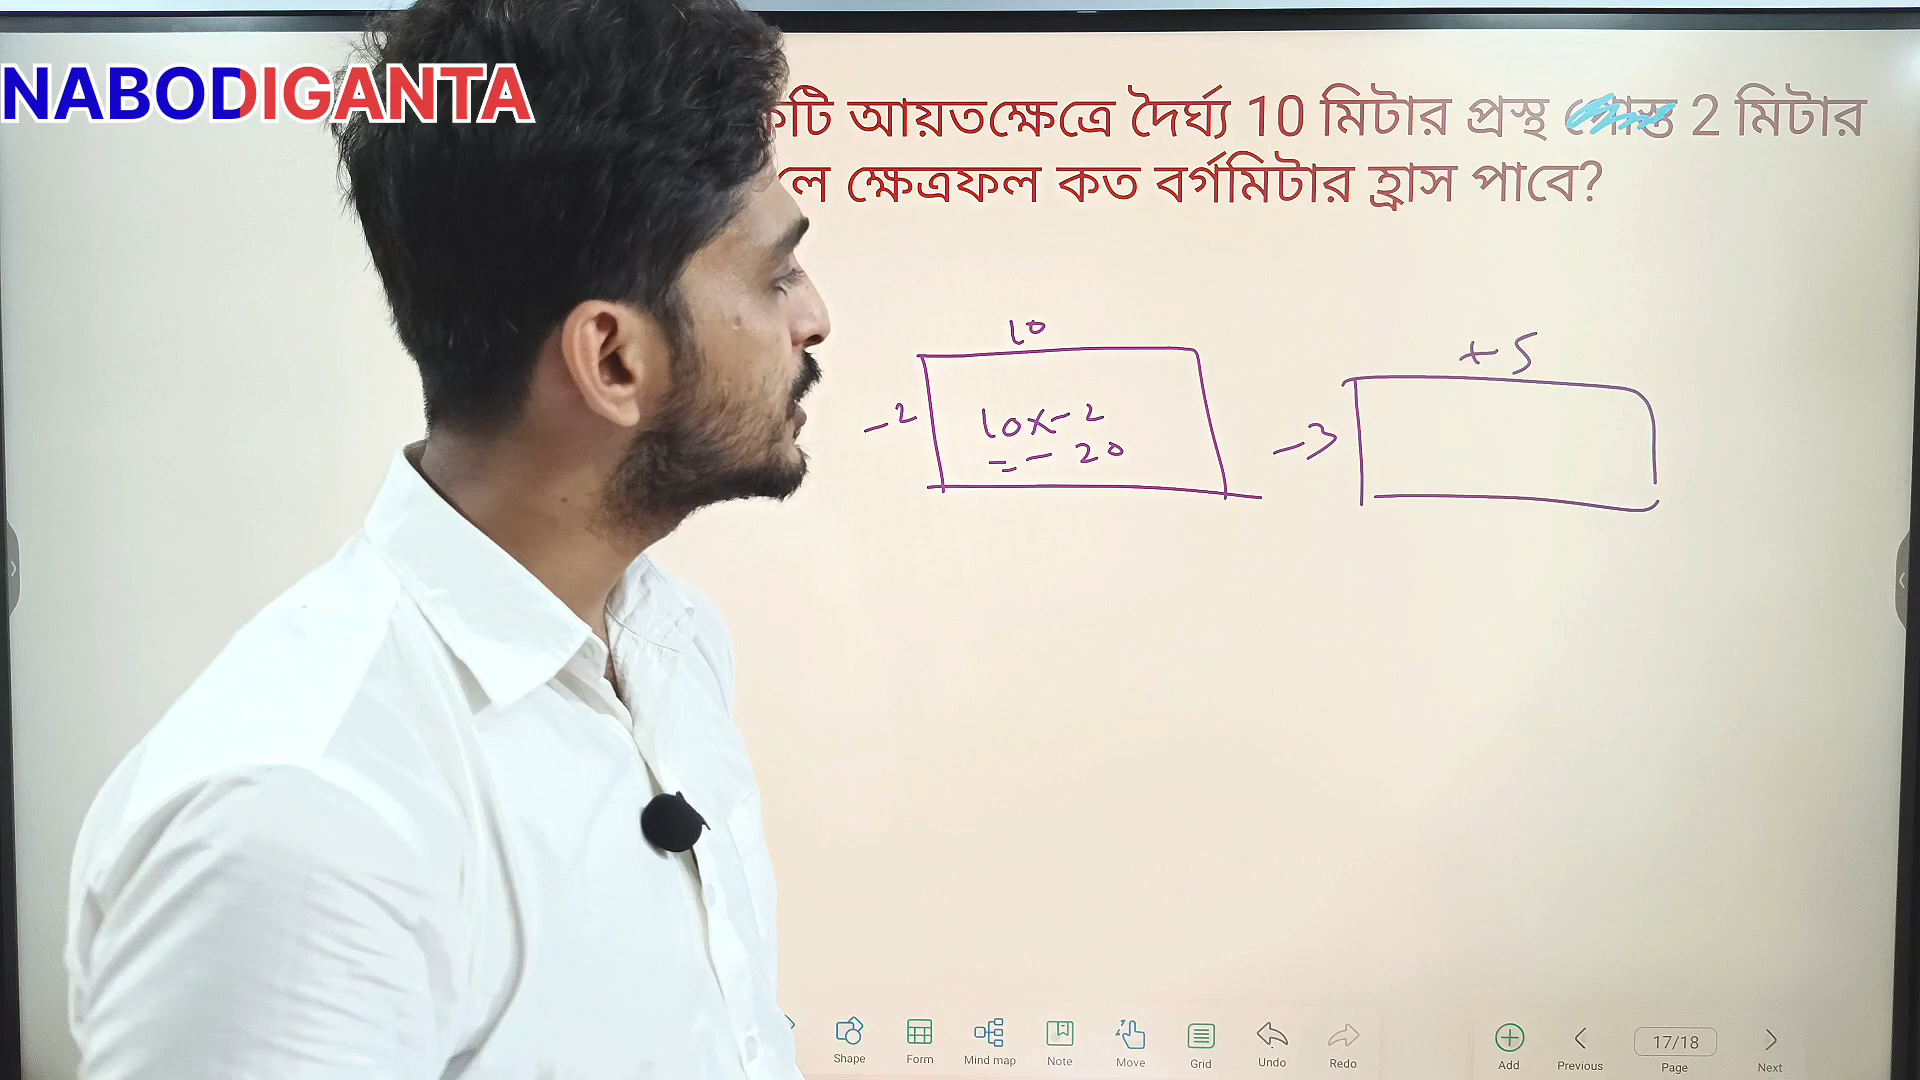 NABODIGANTA
আয়তক্ষেত্রে দৈর্ঘ্য 10 মিটার প্রস্থ 2 মিটার
ক্ষেত্রফল কত বর্গমিটার হ্রাস পাবে?
10
-2
10x-2
=-20
+5
-3
Shape
Form
Mind map
Note
Move
Grid
Undo
Redo
Add
Previous
17/18
Page
Next